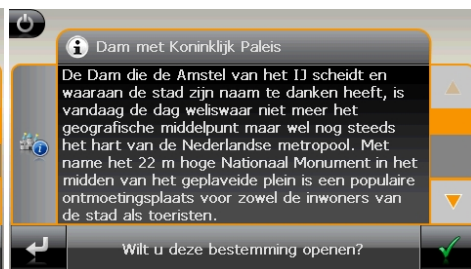 Dam met Koninklijk Paleis
De Dam die de Amstel van het IJ scheidt en
waaraan de stad zijn naam te danken heeft, is
vandaag de dag weliswaar niet meer het
geografische middelpunt maar wel nog steeds
het hart van de Nederlandse metropool. Met
name het 22 m hoge Nationaal Monument in het
midden van het geplaveide plein is een populaire
ontmoetingsplaats voor zowel de inwoners van
de stad als toeristen.
Wilt u deze bestemming openen?